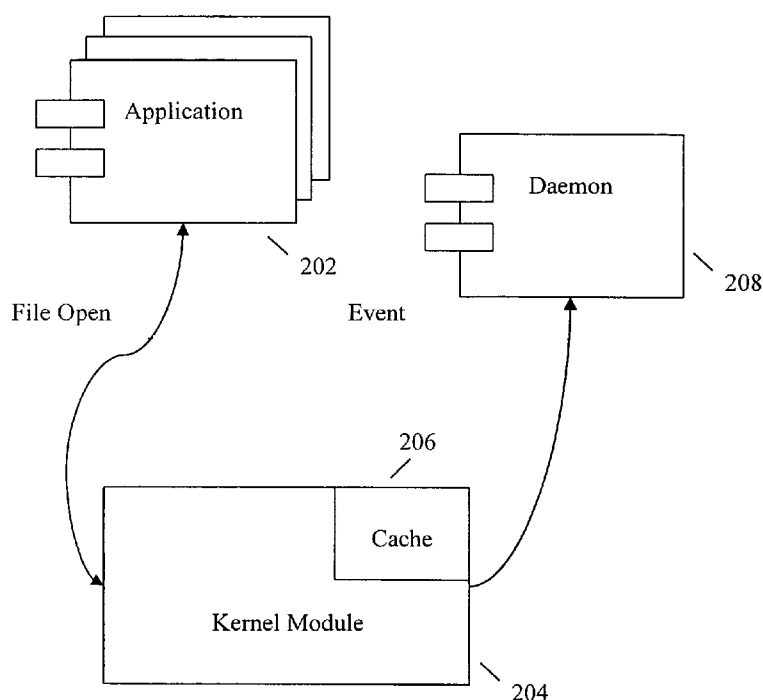 Application
Daemon
202
208
File Open
Event
206
Cache
Kernel Module
204